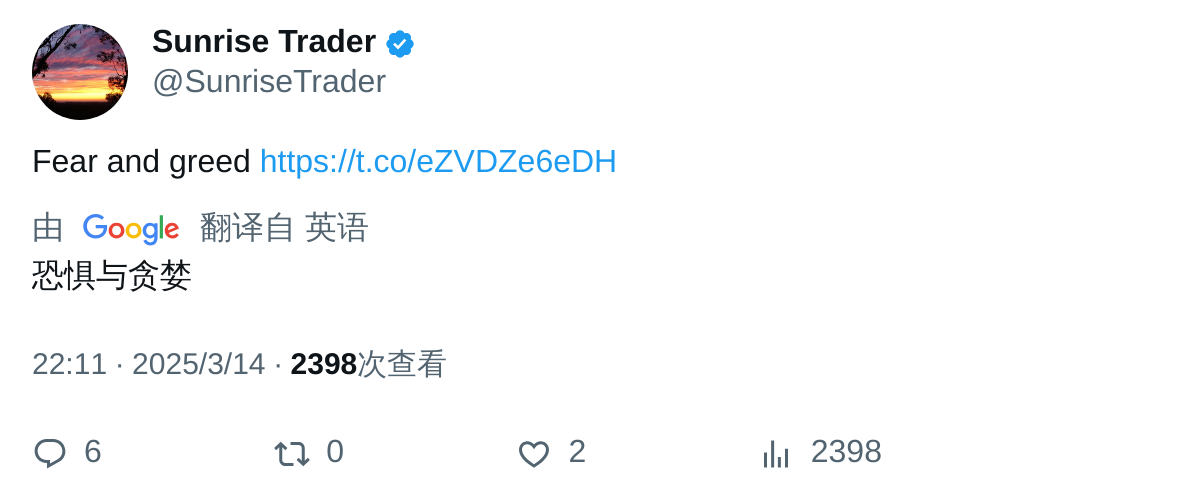 Sunrise Trader
@SunriseTrader
Fear and greed https://t.co/eZVDZe6eDH
由 Google 翻译自 英语
恐惧与贪婪
22:11 · 2025/3/14 · 2398次查看
6 0 2 2398